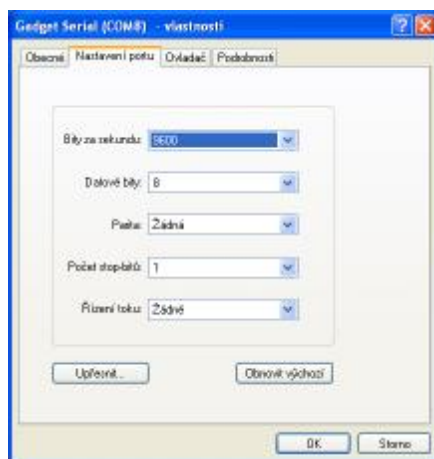 Gadget Serial (COM8) - vlastnosti
Obecné Nastavení portu Ovladač Podrobnosti
Bity za sekundu: 9600
Datové bity: 8
Parita: Žádná
Počet stop-bitů: 1
Řízení toku: Žádné
Upřesnit... Obnovit výchozí
OK Storno